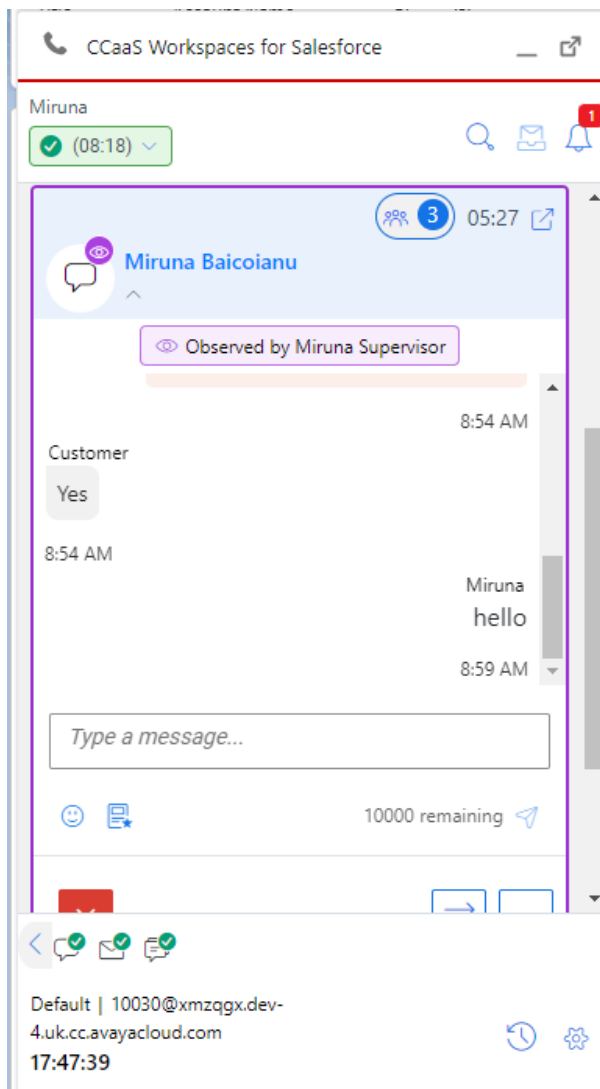 CCaaS Workspaces for Salesforce
Miruna
(08:18)
1
3 05:27
Miruna Baicoianu
Observed by Miruna Supervisor
8:54 AM
Customer
Yes
8:54 AM
Miruna
hello
8:59 AM
Type a message...
10000 remaining
Default | 10030@xmzqgx.dev-
4.uk.cc.avayacloud.com
17:47:39